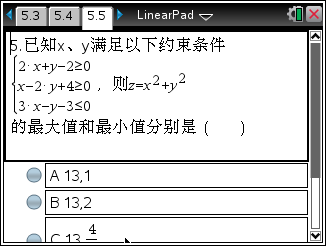 5.3 5.4 5.5 LinearPad
5.已知x、y满足以下约束条件
2·x+y−2≥0
x−2·y+4≥0 ，则z=x²+y²
3·x−y−3≤0
的最大值和最小值分别是（ ）
A 13,1
B 13,2
C 13, 4